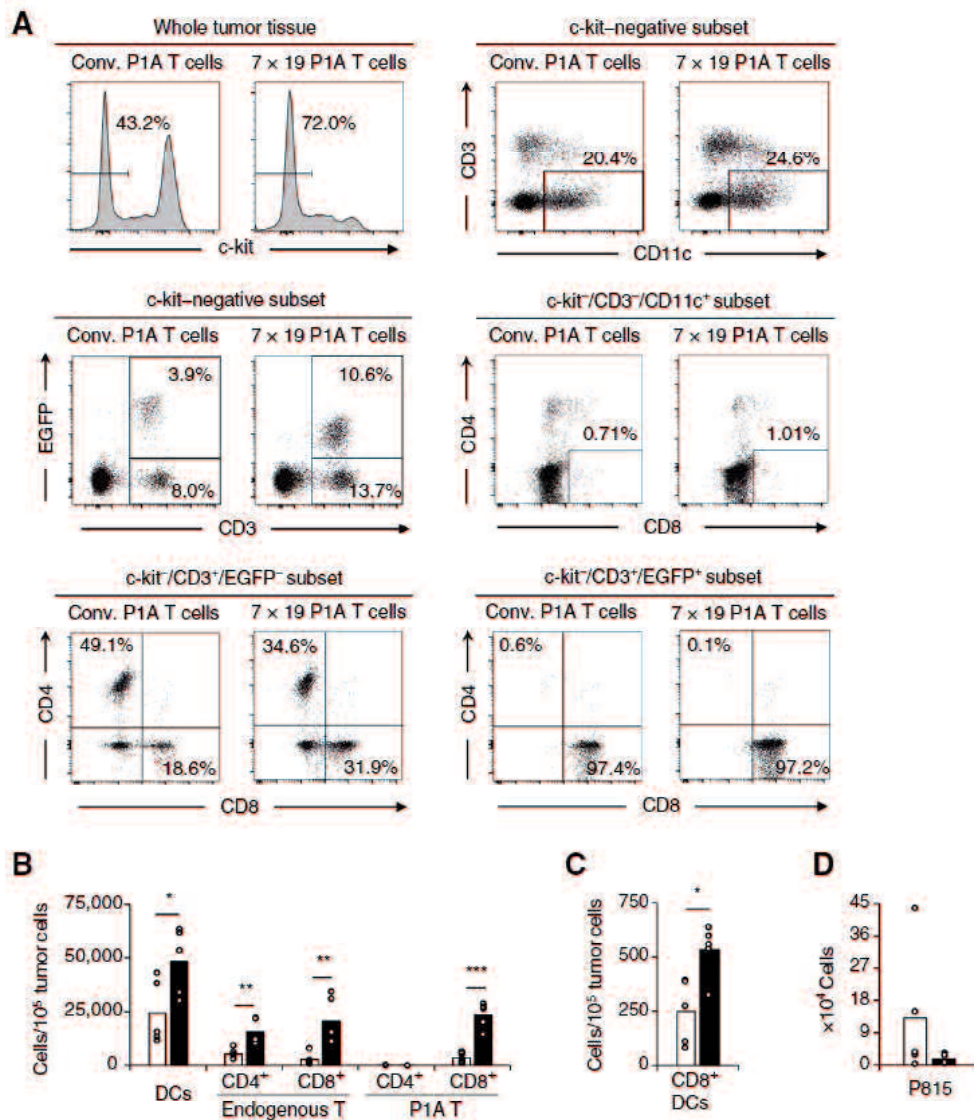 A
Whole tumor tissue
Conv. P1A T cells
7 × 19 P1A T cells
43.2%
72.0%
c-kit
c-kit–negative subset
Conv. P1A T cells
7 × 19 P1A T cells
CD3
20.4%
24.6%
CD11c
c-kit–negative subset
Conv. P1A T cells
7 × 19 P1A T cells
EGFP
3.9%
10.6%
8.0%
13.7%
CD3
c-kit⁻/CD3⁻/CD11c⁺ subset
Conv. P1A T cells
7 × 19 P1A T cells
CD4
0.71%
1.01%
CD8
c-kit⁻/CD3⁺/EGFP⁻ subset
Conv. P1A T cells
7 × 19 P1A T cells
CD4
49.1%
34.6%
18.6%
31.9%
CD8
c-kit⁻/CD3⁺/EGFP⁺ subset
Conv. P1A T cells
7 × 19 P1A T cells
CD4
0.6%
0.1%
97.4%
97.2%
CD8
B
Cells/10⁵ tumor cells
75,000
50,000
25,000
0
*
**
**
***
DCs
CD4⁺
CD8⁺
CD4⁺
CD8⁺
Endogenous T
P1A T
C
Cells/10⁵ tumor cells
750
500
250
0
*
CD8⁺
DCs
D
×10⁴ Cells
45
36
27
18
9
0
P815